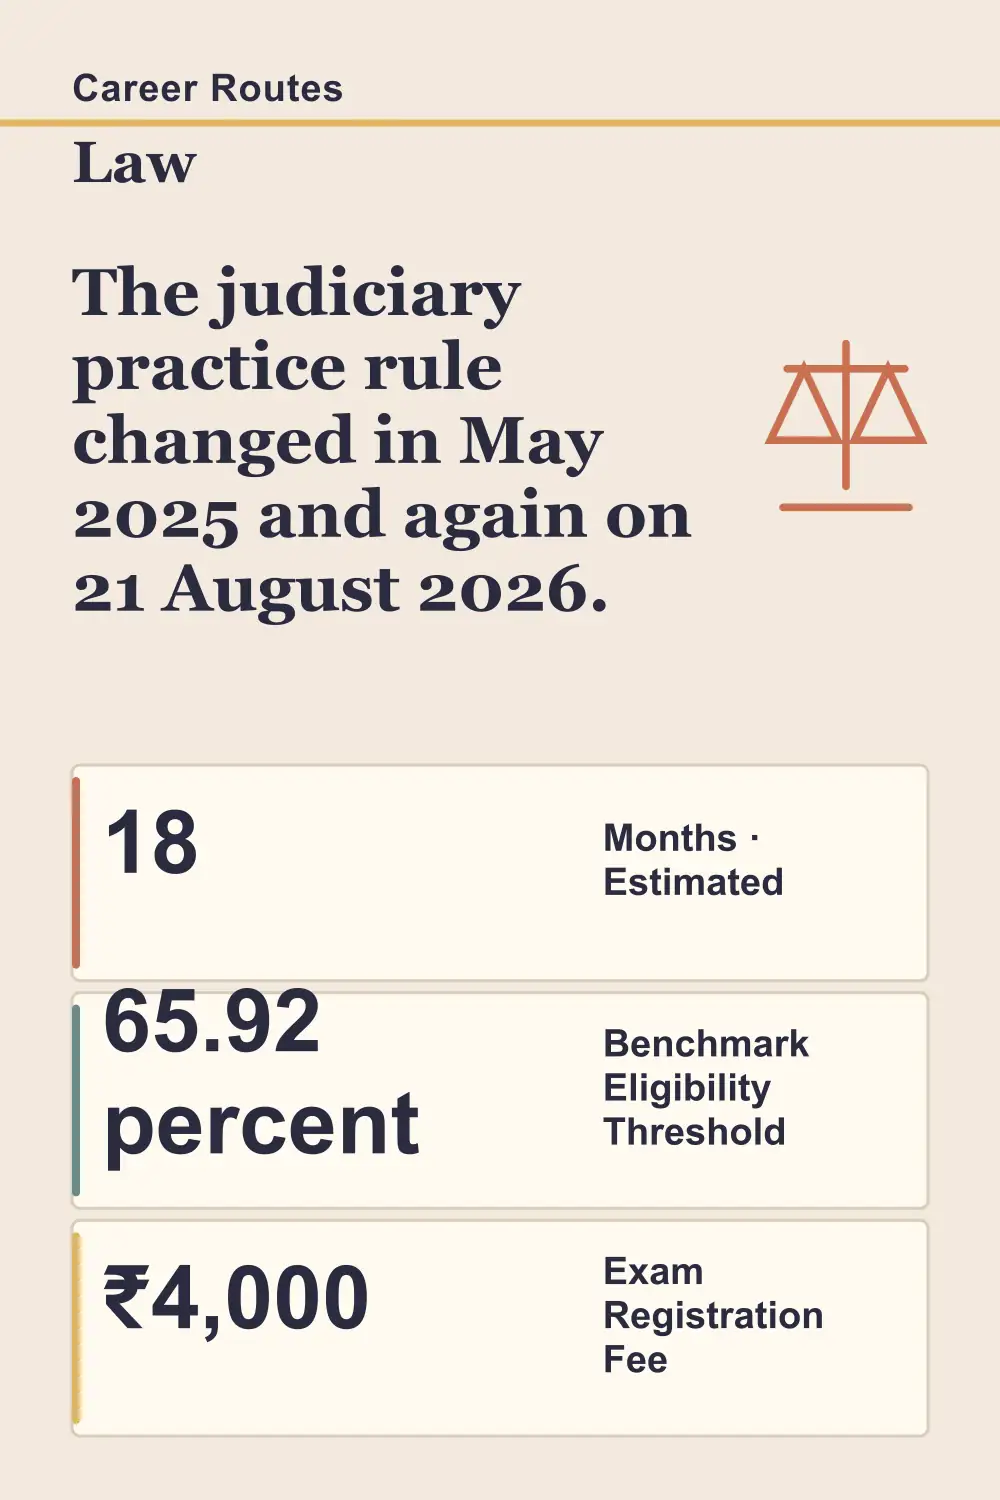 Career Routes
Law
The judiciary
practice rule
changed in May
2025 and again on
21 August 2026.
18
Months ·
Estimated
65.92
percent
Benchmark
Eligibility
Threshold
₹4,000
Exam
Registration
Fee